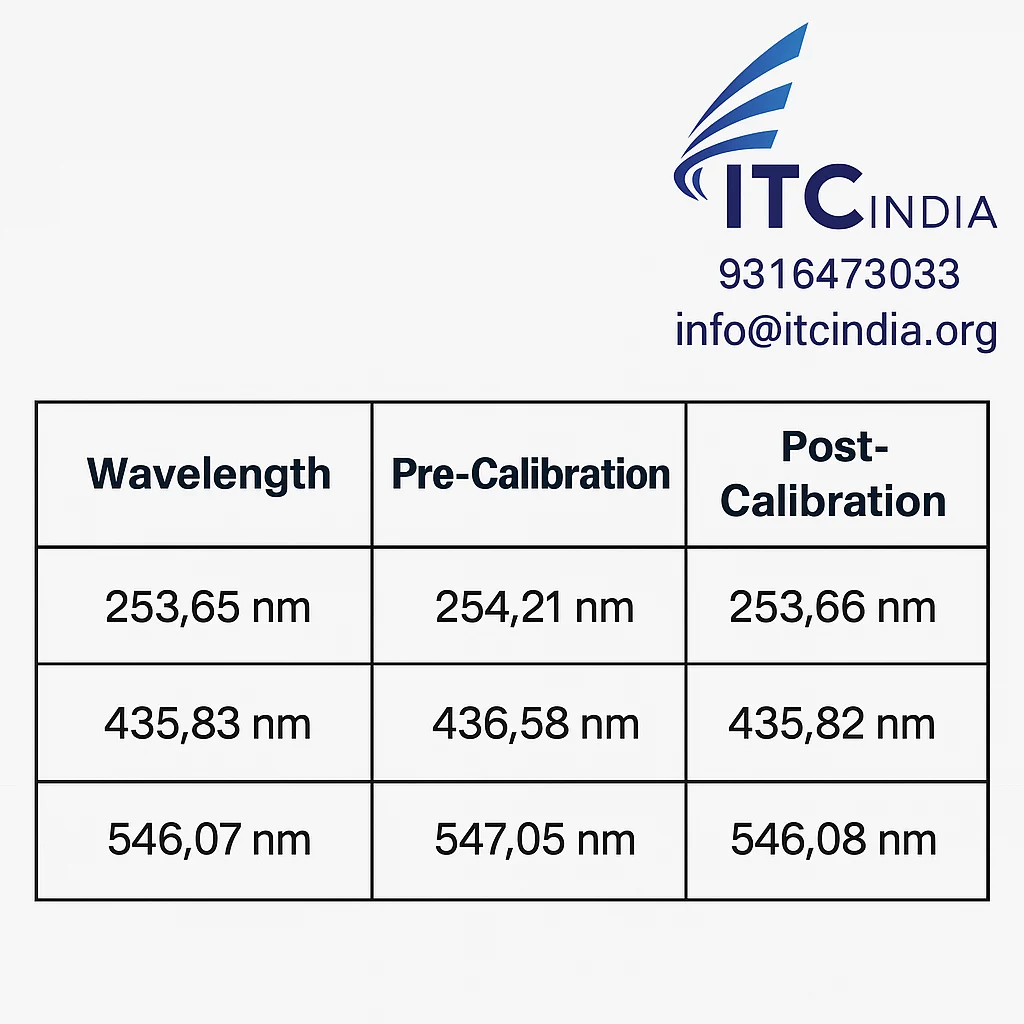 ITC INDIA
9316473033
info@itcindia.org
Wavelength Pre-Calibration Post-
Calibration
253,65 nm 254,21 nm 253,66 nm
435,83 nm 436,58 nm 435,82 nm
546,07 nm 547,05 nm 546,08 nm